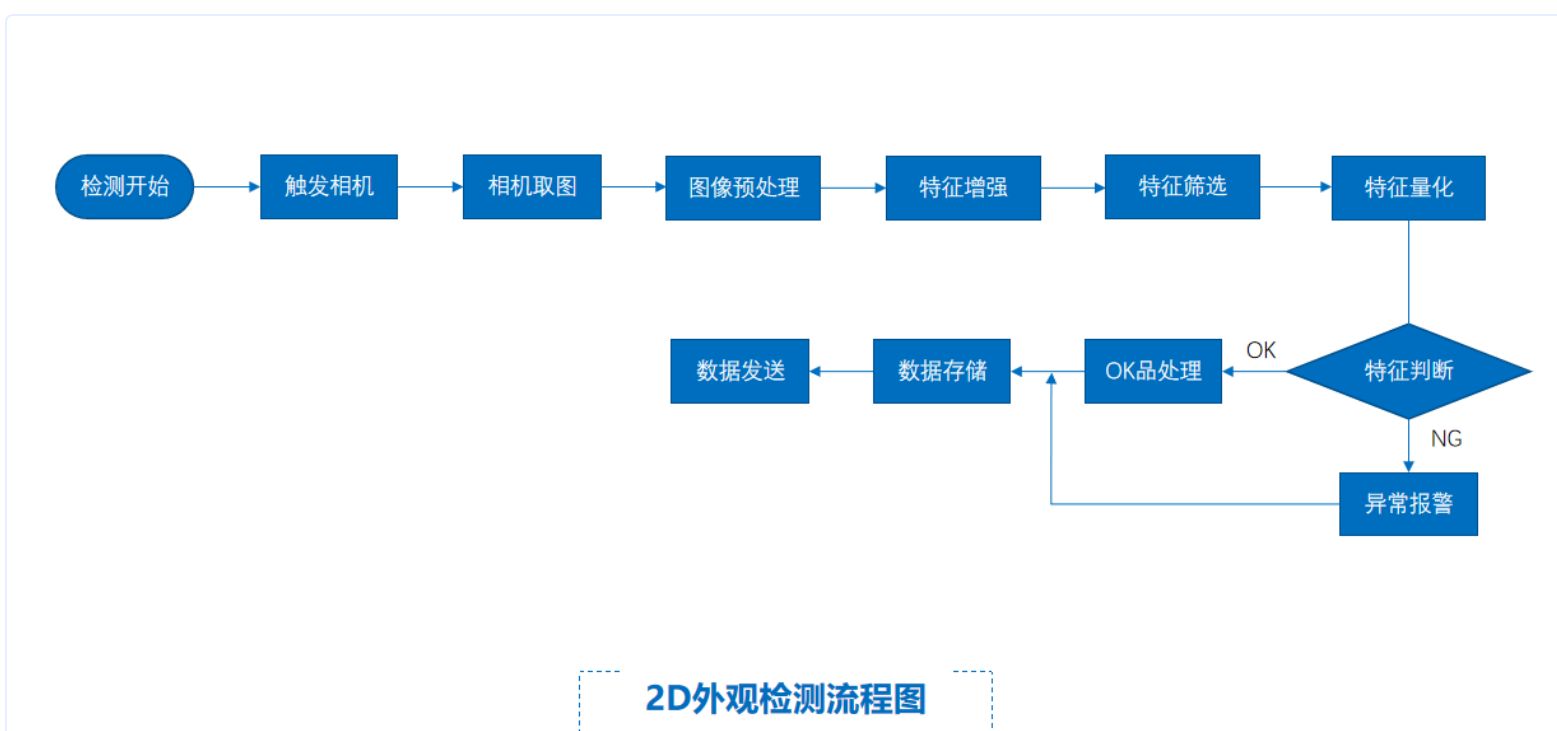 检测开始
触发相机
相机取图
图像预处理
特征增强
特征筛选
特征量化
特征判断
OK
OK品处理
数据存储
数据发送
NG
异常报警
2D外观检测流程图